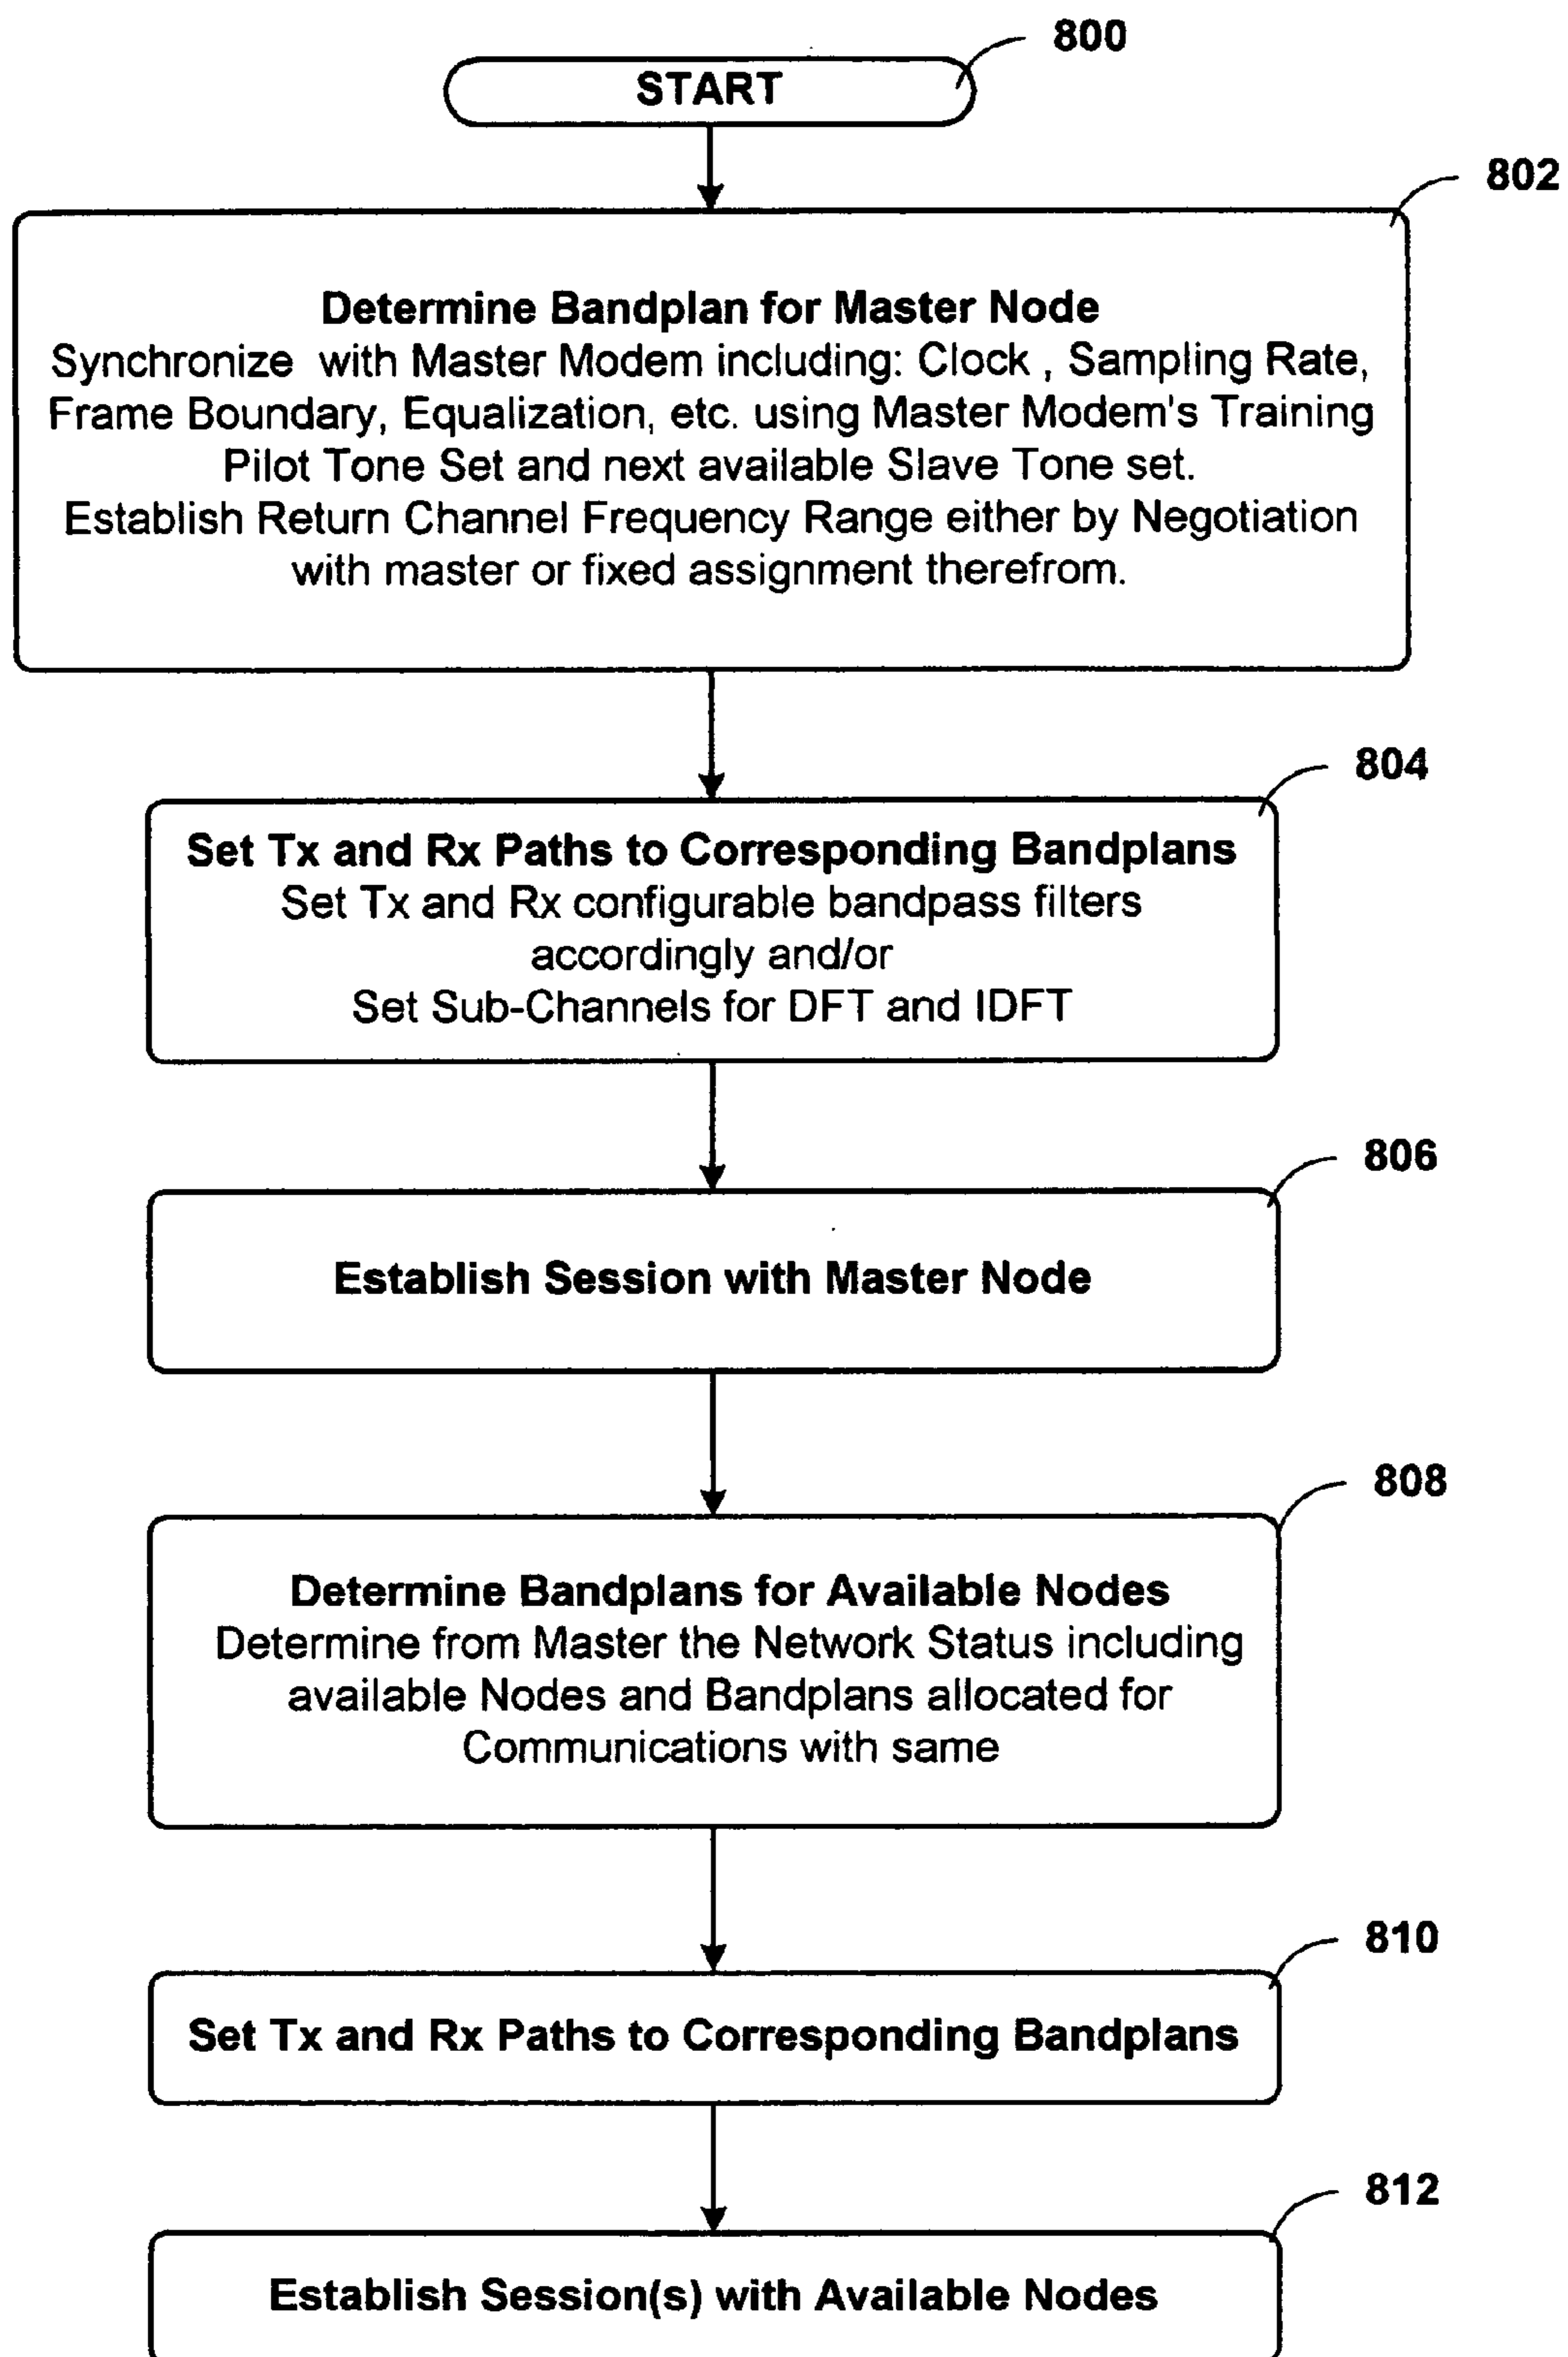 800
START
802
Determine Bandplan for Master Node
Synchronize with Master Modem including: Clock , Sampling Rate,
Frame Boundary, Equalization, etc. using Master Modem's Training
Pilot Tone Set and next available Slave Tone set.
Establish Return Channel Frequency Range either by Negotiation
with master or fixed assignment therefrom.
804
Set Tx and Rx Paths to Corresponding Bandplans
Set Tx and Rx configurable bandpass filters
accordingly and/or
Set Sub-Channels for DFT and IDFT
806
Establish Session with Master Node
808
Determine Bandplans for Available Nodes
Determine from Master the Network Status including
available Nodes and Bandplans allocated for
Communications with same
810
Set Tx and Rx Paths to Corresponding Bandplans
812
Establish Session(s) with Available Nodes